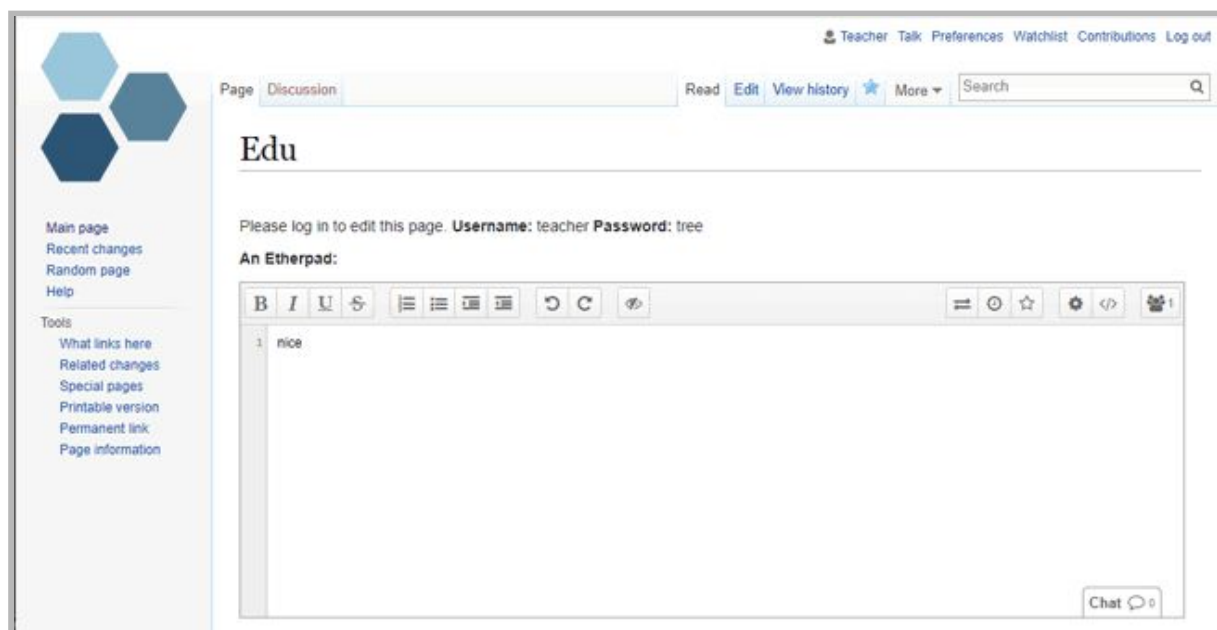 Teacher Talk Preferences Watchlist Contributions Log out
Page Discussion Read Edit View history More Search
Edu
Main page
Recent changes
Random page
Help
Tools
What links here
Related changes
Special pages
Printable version
Permanent link
Page information
Please log in to edit this page. Username: teacher Password: tree
An Etherpad:
B I U S 1
1 nice
Chat 0